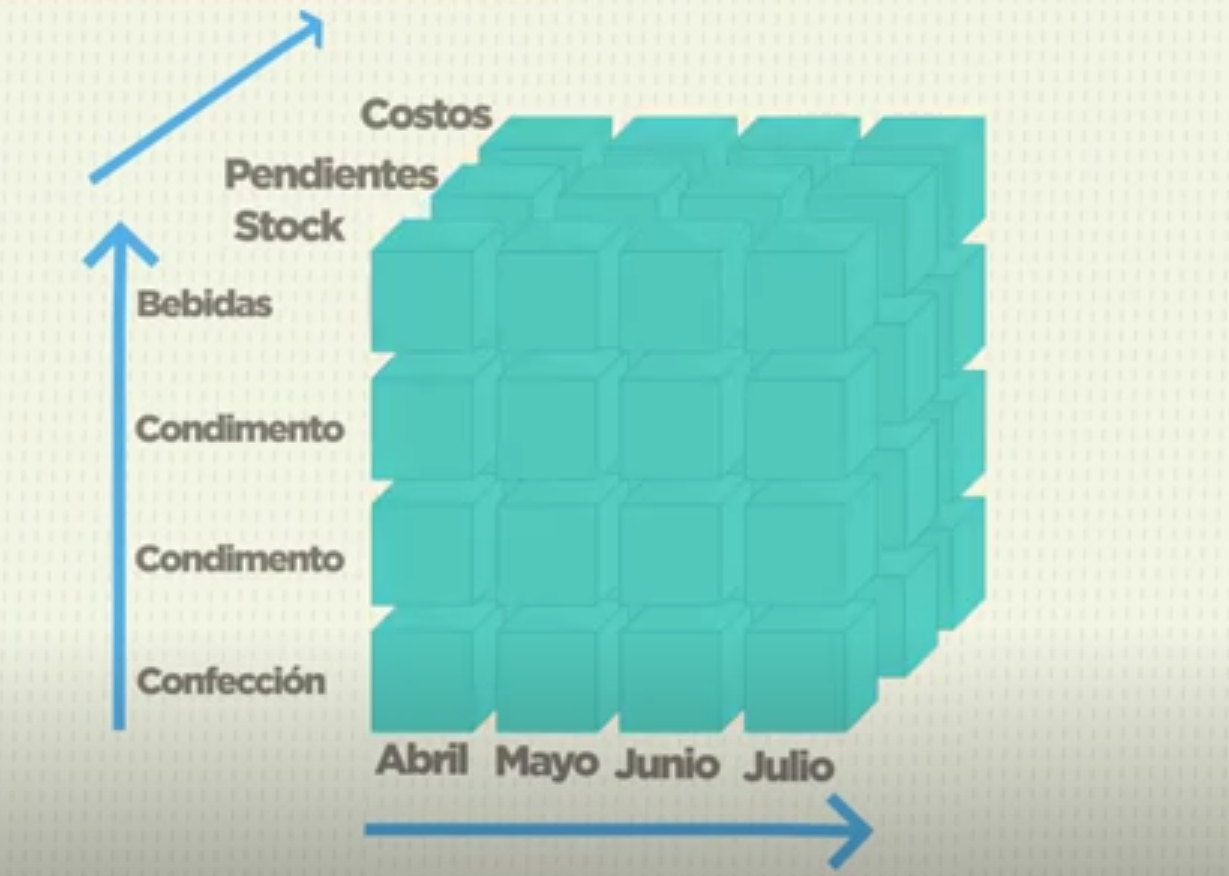 Costos
Pendientes
Stock
Bebidas
Condimento
Condimento
Confección
Abril Mayo Junio Julio